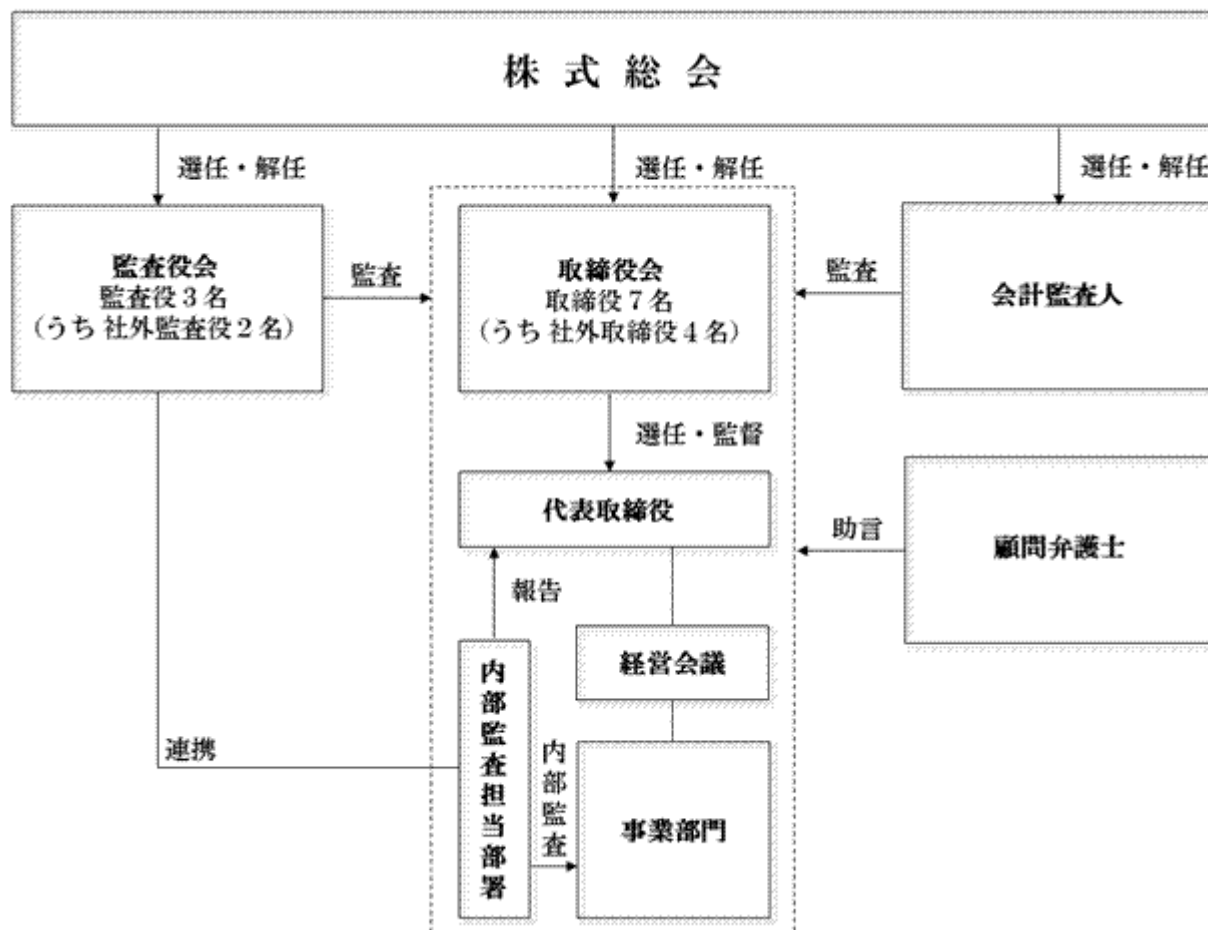 株式総会
選任・解任
選任・解任
選任・解任
監査役会
監査役3名
（うち 社外監査役2名）
監査
取締役会
取締役7名
（うち 社外取締役4名）
監査
会計監査人
選任・監督
代表取締役
助言
顧問弁護士
報告
経営会議
内部監査担当部署
連携
内部監査
事業部門